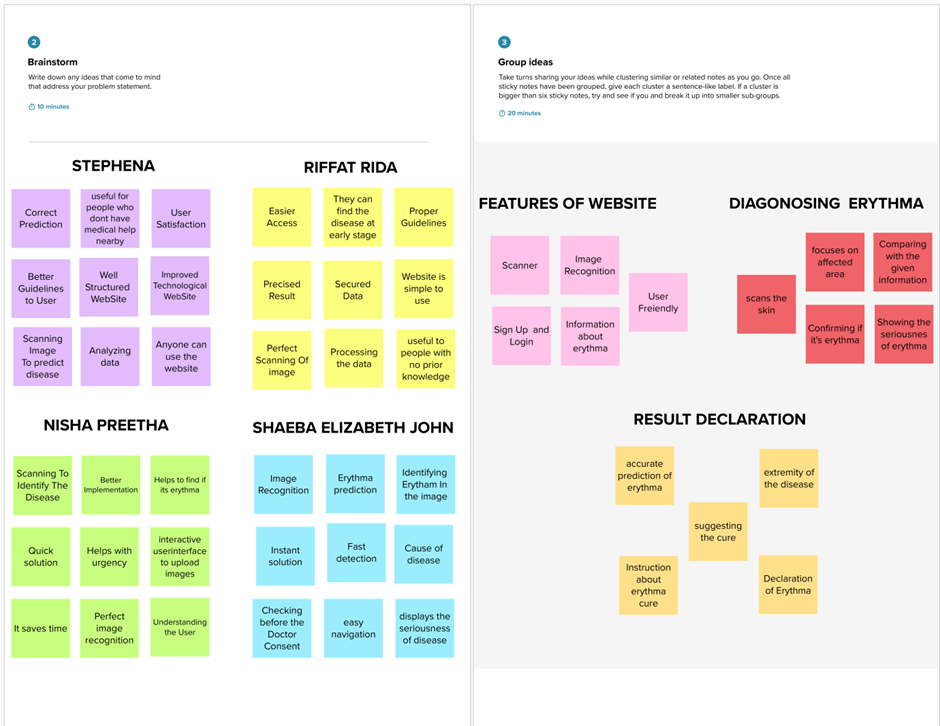 2
Brainstorm
Write down any ideas that come to mind
that address your problem statement.
10 minutes
STEPHENA
Correct
Prediction
useful for
people who
dont have
medical help
nearby
User
Satisfaction
Better
Guidelines
to User
Well
Structured
WebSite
Improved
Technological
WebSite
Scanning
Image
To predict
disease
Analyzing
data
Anyone can
use the
website
RIFFAT RIDA
Easier
Access
They can
find the
disease at
early stage
Proper
Guidelines
Precised
Result
Secured
Data
Website is
simple to
use
Perfect
Scanning Of
image
Processing
the data
useful to
people with
no prior
knowledge
NISHA PREETHA
Scanning To
Identify The
Disease
Better
Implementation
Helps to find if
its erythma
Quick
solution
Helps with
urgency
interactive
userinterface
to upload
images
It saves time
Perfect
image
recognition
Understanding
the User
SHAEBA ELIZABETH JOHN
Image
Recognition
Erythma
prediction
Identifying
Erytham In
the image
Instant
solution
Fast
detection
Cause of
disease
Checking
before the
Doctor
Consent
easy
navigation
displays the
seriousness
of disease
3
Group ideas
Take turns sharing your ideas while clustering similar or related notes as you go. Once all
sticky notes have been grouped, give each cluster a sentence-like label. If a cluster is
bigger than six sticky notes, try and see if you and break it up into smaller sub-groups.
20 minutes
FEATURES OF WEBSITE
Scanner
Image
Recognition
User
Freiendly
Sign Up and
Login
Information
about
erythma
DIAGONOSING ERYTHMA
scans the
skin
focuses on
affected
area
Comparing
with the
given
information
Confirming if
it's erythma
Showing the
seriousnes
of erythma
RESULT DECLARATION
accurate
prediction of
erythma
extremity of
the disease
suggesting
the cure
Instruction
about
erythma
cure
Declaration
of Erythma